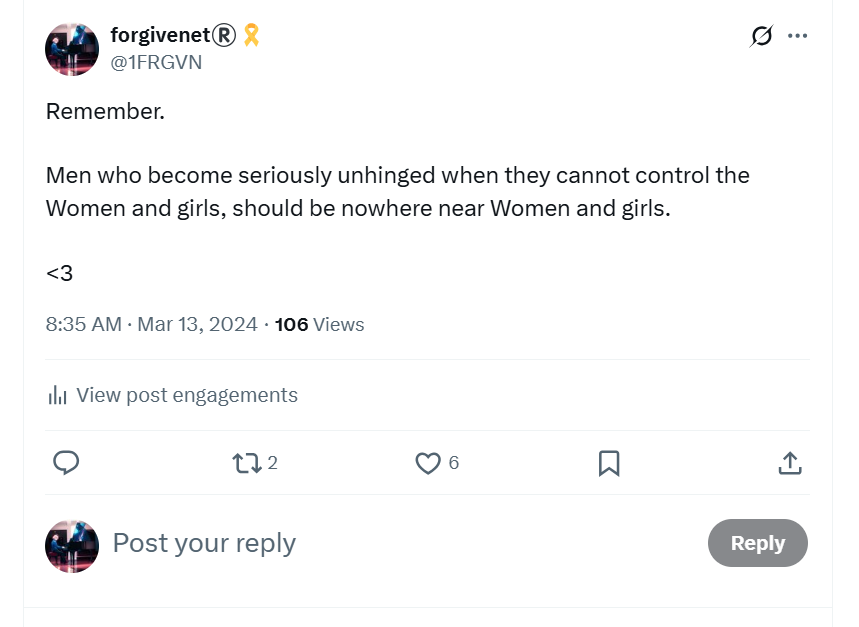 forgivenet®🎗
@1FRGVN
Remember.
Men who become seriously unhinged when they cannot control the
Women and girls, should be nowhere near Women and girls.
<3
8:35 AM · Mar 13, 2024 · 106 Views
View post engagements
2
6
Post your reply
Reply